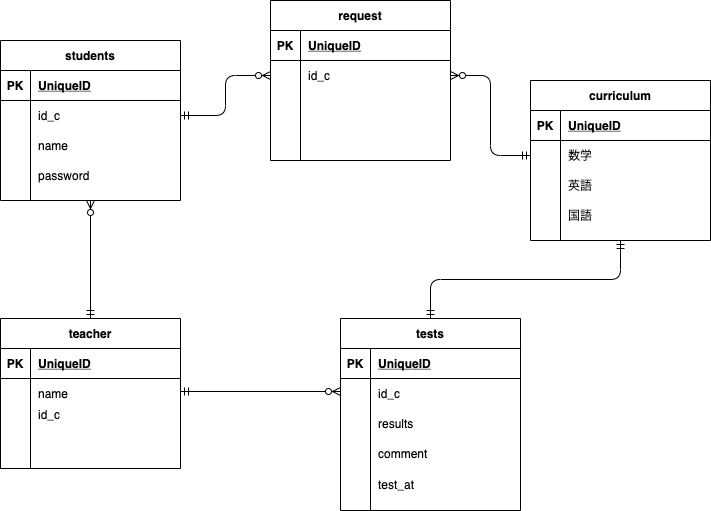 request
PK UniqueID
id_c
students
PK UniqueID
id_c
name
password
curriculum
PK UniqueID
数学
英語
国語
teacher
PK UniqueID
name
id_c
tests
PK UniqueID
id_c
results
comment
test_at